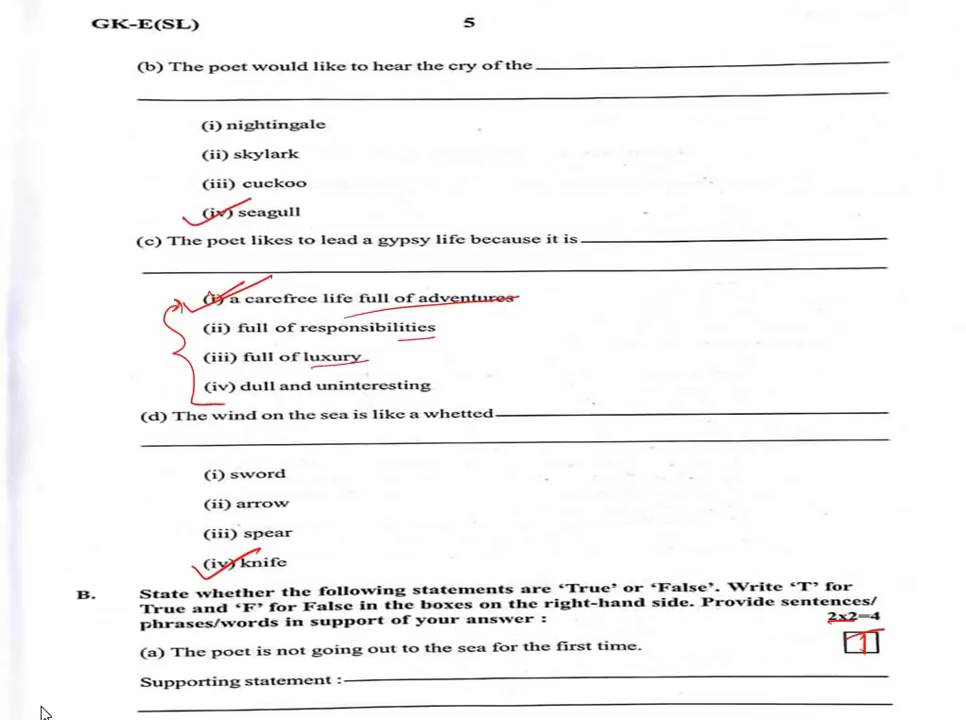 GK-E(SL) 5
(b) The poet would like to hear the cry of the
(i) nightingale
(ii) skylark
(iii) cuckoo
(iv) seagull
(c) The poet likes to lead a gypsy life because it is
(i) a carefree life full of adventures
(ii) full of responsibilities
(iii) full of luxury
(iv) dull and uninteresting
(d) The wind on the sea is like a whetted
(i) sword
(ii) arrow
(iii) spear
(iv) knife
B. State whether the following statements are ‘True’ or ‘False’. Write ‘T’ for
True and ‘F’ for False in the boxes on the right-hand side. Provide sentences/
phrases/words in support of your answer : 2x2=4
(a) The poet is not going out to the sea for the first time. T
Supporting statement :